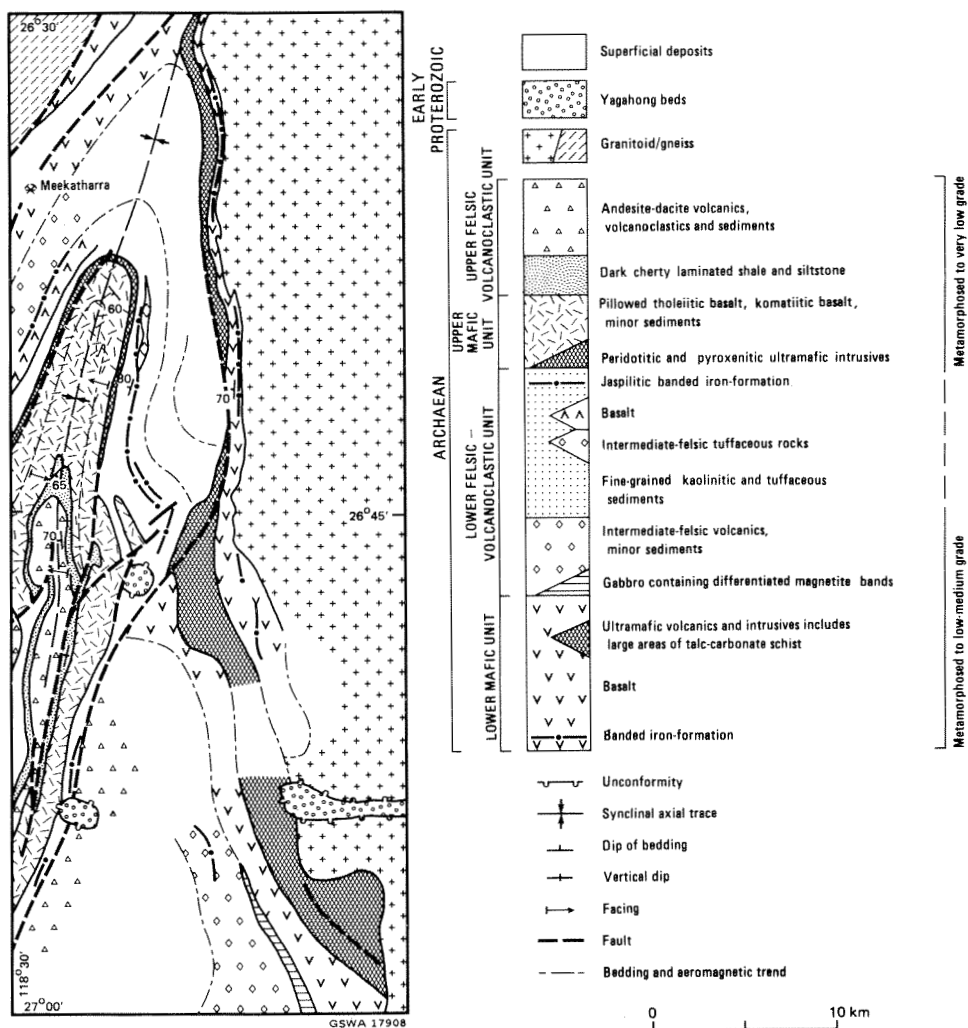 26°30'
Meekatharra
60
80
70
65
70
26°45'
118°30'
27°00'
GSWA 17908
EARLY
PROTEROZOIC
ARCHAEAN
UPPER FELSIC
VOLCANOCLASTIC UNIT
UPPER
MAFIC
UNIT
LOWER FELSIC –
VOLCANOCLASTIC UNIT
LOWER MAFIC UNIT
Superficial deposits
Yagahong beds
Granitoid/gneiss
Andesite-dacite volcanics,
volcanoclastics and sediments
Dark cherty laminated shale and siltstone
Pillowed tholeiitic basalt, komatiitic basalt,
minor sediments
Peridotitic and pyroxenitic ultramafic intrusives
Jaspilitic banded iron-formation
Basalt
Intermediate-felsic tuffaceous rocks
Fine-grained kaolinitic and tuffaceous
sediments
Intermediate-felsic volcanics,
minor sediments
Gabbro containing differentiated magnetite bands
Ultramafic volcanics and intrusives includes
large areas of talc-carbonate schist
Basalt
Banded iron-formation
Metamorphosed to very low grade
Metamorphosed to low-medium grade
Unconformity
Synclinal axial trace
Dip of bedding
Vertical dip
Facing
Fault
Bedding and aeromagnetic trend
0 10 km